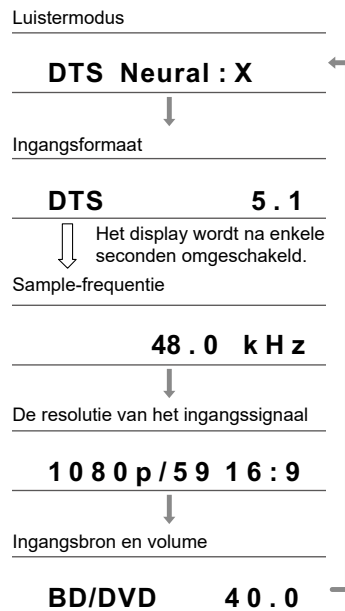 Luistermodus
DTS Neural : X
Ingangsformaat
DTS 5.1
Het display wordt na enkele
seconden omgeschakeld.
Sample-frequentie
48.0 kHz
De resolutie van het ingangssignaal
1080p/59 16:9
Ingangsbron en volume
BD/DVD 40.0